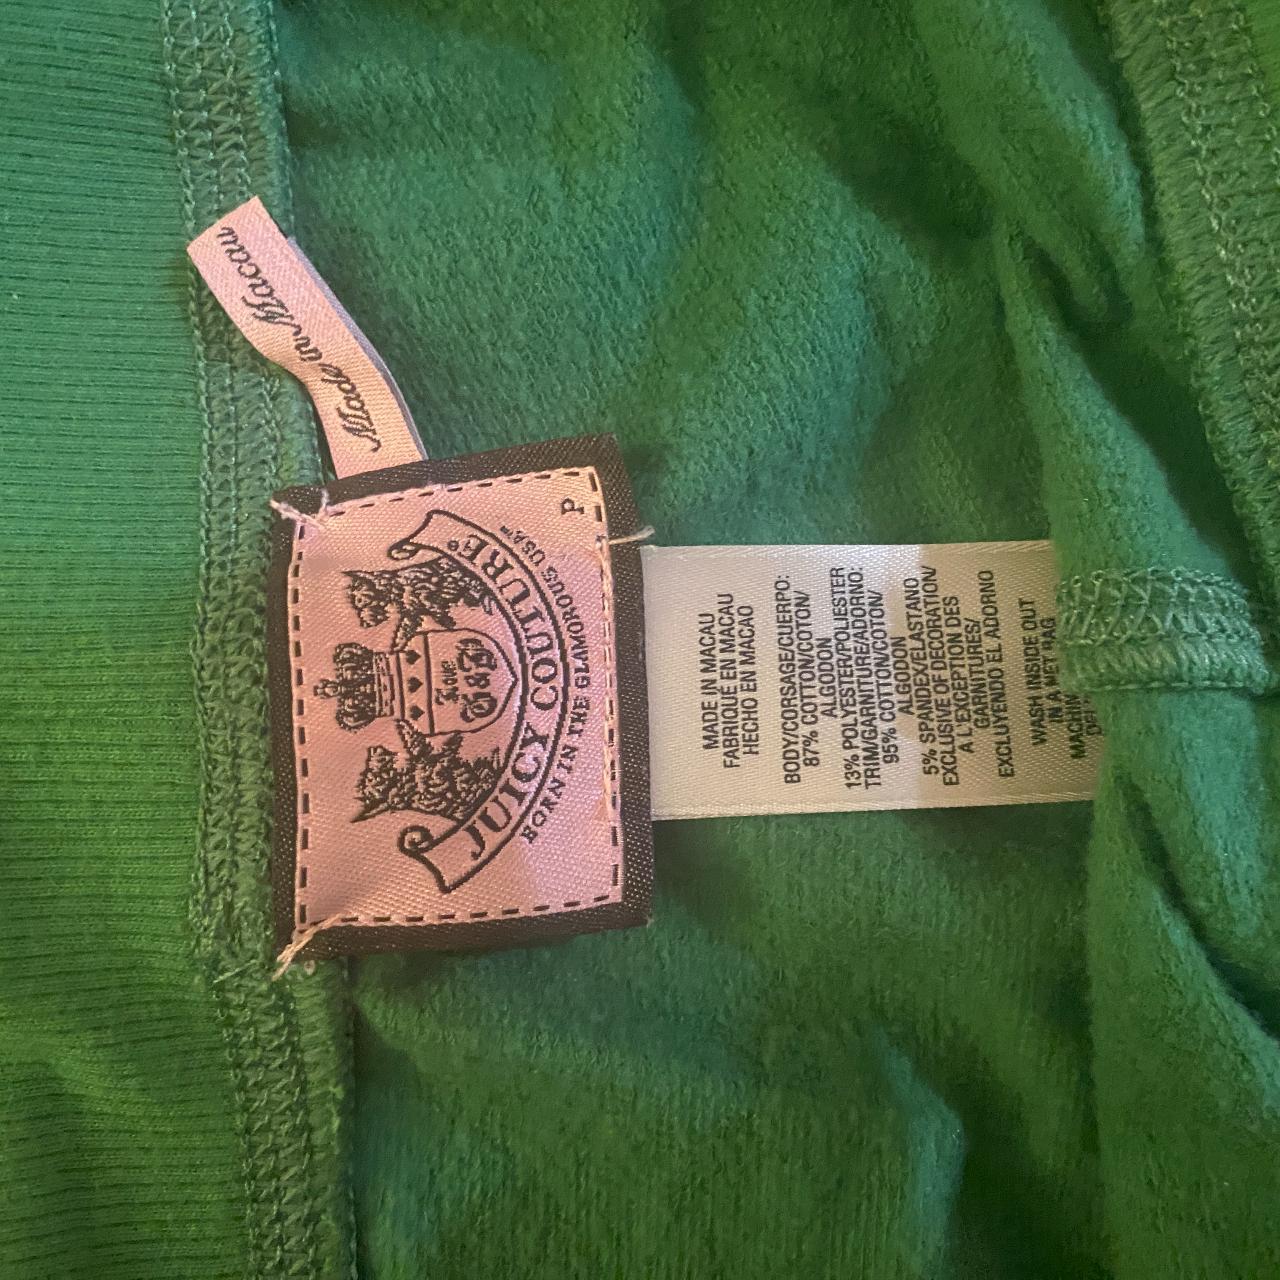 Made in Macau
P
Love
G&P
JUICY COUTURE®
BORN IN THE GLAMOROUS USA™
MADE IN MACAU
FABRIQUÉ EN MACAU
HECHO EN MACAO
BODY/CORSAGE/CUERPO:
87% COTTON/COTON/
ALGODON
13% POLYESTER/POLIESTER
TRIM/GARNITURE/ADORNO:
95% COTTON/COTON/
ALGODON
5% SPANDEX/ELASTANO
EXCLUSIVE OF DECORATION/
A L'EXCEPTION DES
GARNITURES/
EXCLUYENDO EL ADORNO
WASH INSIDE OUT
IN A NET BAG